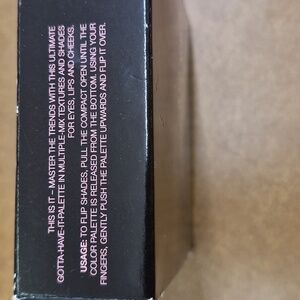 THIS IS IT – MASTER THE TRENDS WITH THIS ULTIMATE
GOTTA-HAVE-IT-PALETTE IN MULTIPLE-MIX TEXTURES AND SHADES
FOR EYES, LIPS AND CHEEKS.
USAGE: TO FLIP SHADES, PULL THE COMPACT OPEN UNTIL THE
COLOR PALETTE IS RELEASED FROM THE BOTTOM. USING YOUR
FINGERS, GENTLY PUSH THE PALETTE UPWARDS AND FLIP IT OVER.